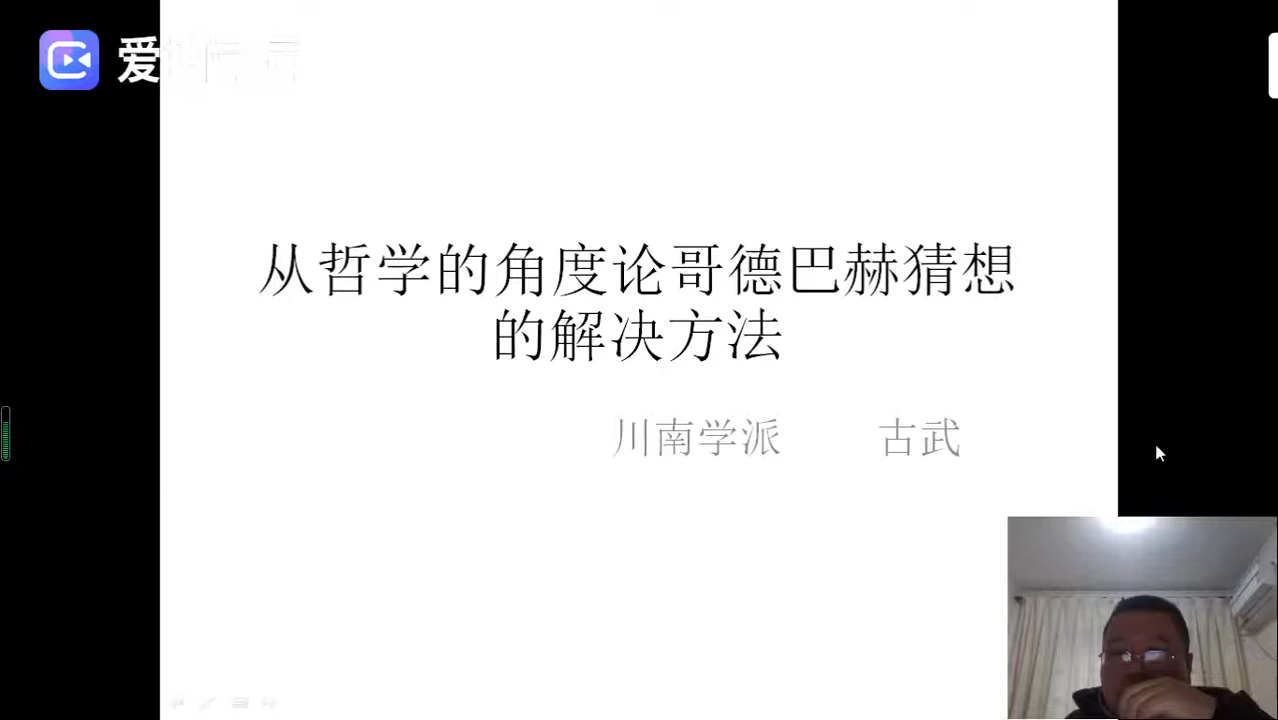 爱
从哲学的角度论哥德巴赫猜想
的解决方法
川南学派 古武